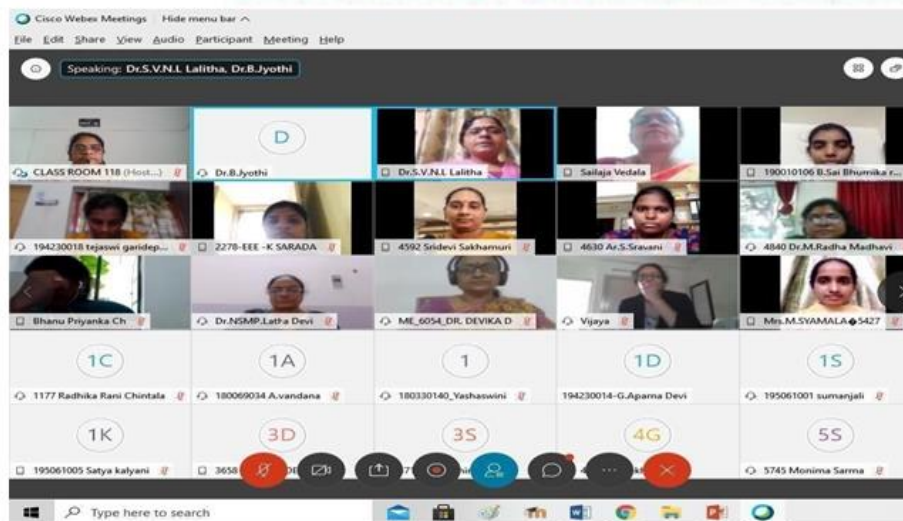 Cisco Webex Meetings Hide menu bar
File Edit Share View Audio Participant Meeting Help
Speaking: Dr.S.V.N.L Lalitha, Dr.B.Jyothi
D
CLASS ROOM 118 (Host...) Dr.B.Jyothi Dr.S.V.N.L Lalitha Sailaja Vedala 190010106 B.Sai Bhumika r...
194230018 tejaswi garidep... 2278-EEE -K SARADA 4592 Sridevi Sakhamuri 4630 Ar.S.Sravani 4840 Dr.M.Radha Madhavi
Bhanu Priyanka Ch Dr.NSMP.Latha Devi ME_6054_DR. DEVIKA D Vijaya Mrs.M.SYAMALA�5427
1C 1A 1 1D 1S
1177 Radhika Rani Chintala 180069034 A.vandana 180330140_Yashaswini 194230014-G.Aparna Devi 195061001 sumanjali
1K 3D 3S 4G 5S
195061005 Satya kalyani 3658 5745 Monima Sarma
Type here to search